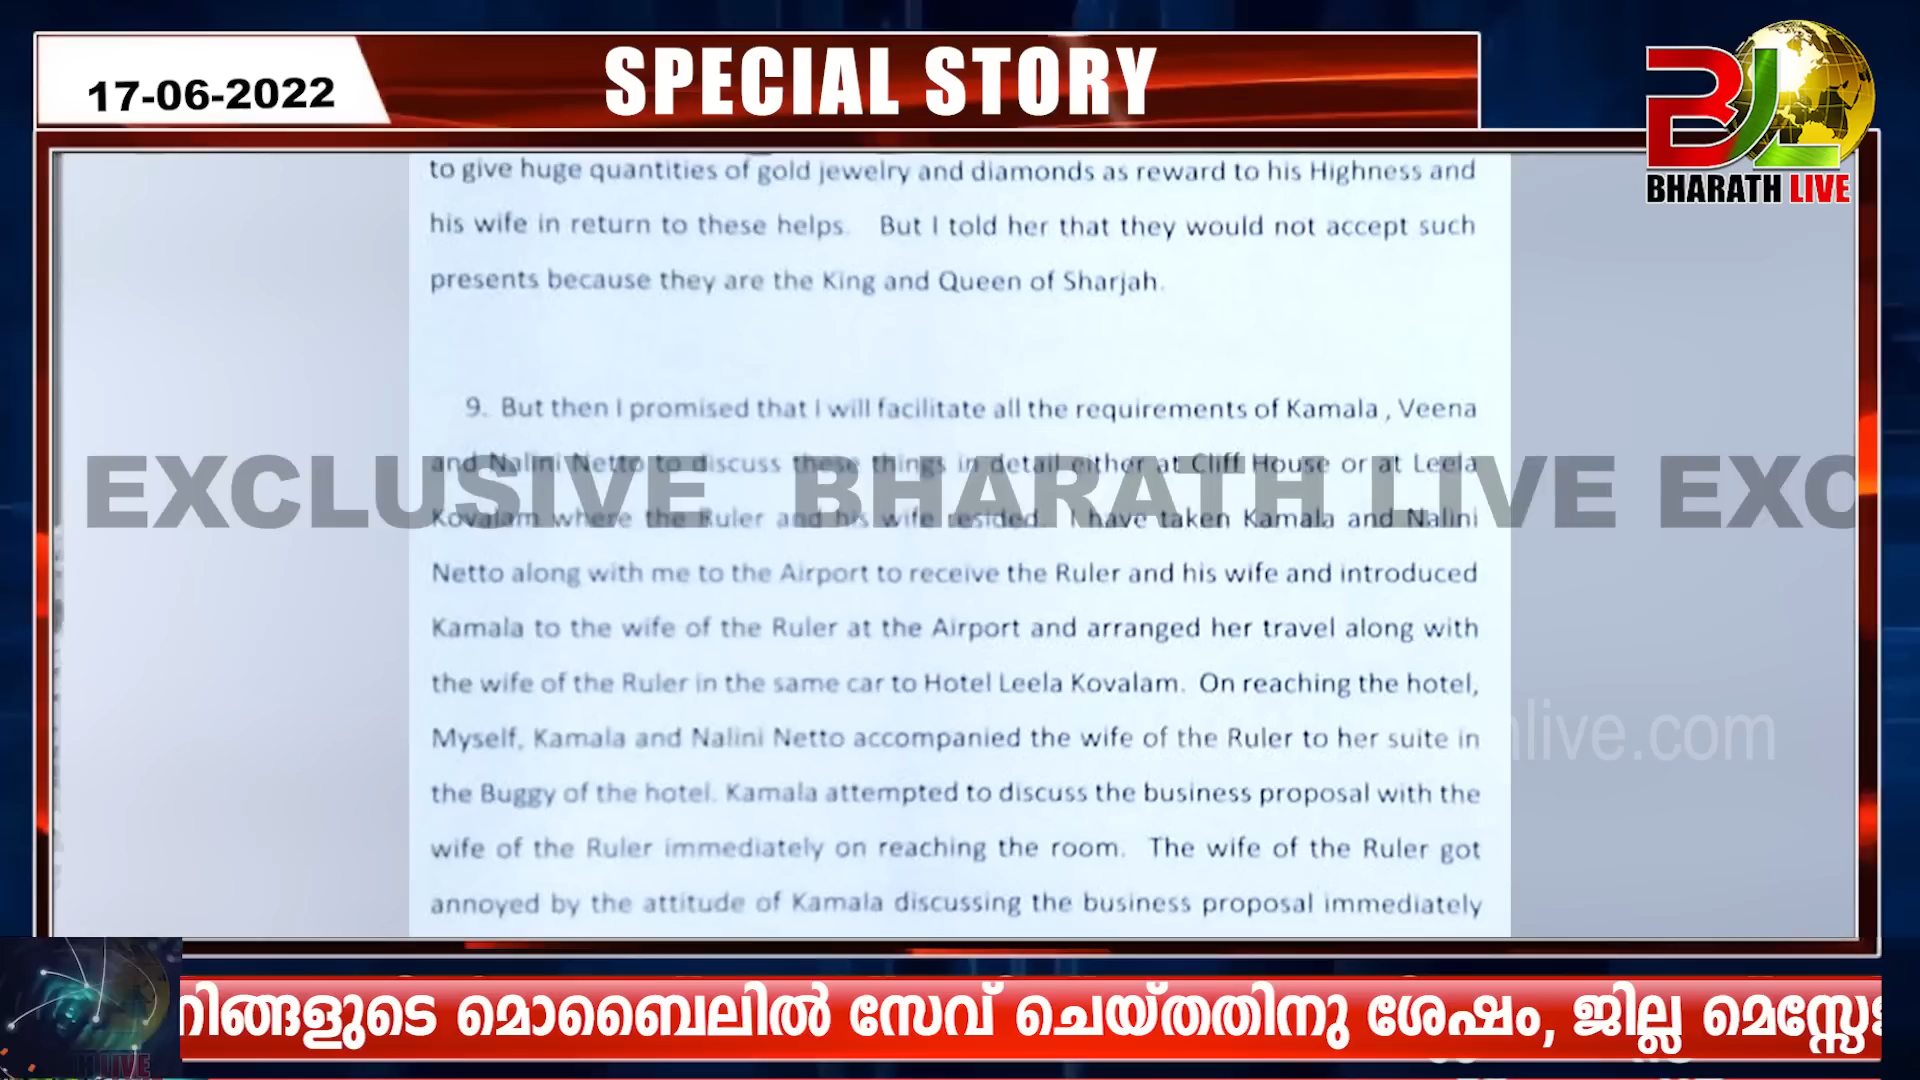 17-06-2022
SPECIAL STORY
BL
BHARATH LIVE
to give huge quantities of gold jewelry and diamonds as reward to his Highness and
his wife in return to these helps. But I told her that they would not accept such
presents because they are the King and Queen of Sharjah.
9. But then I promised that I will facilitate all the requirements of Kamala , Veena
and Nalini Netto to discuss these things in detail either at Cliff House or at Leela
EXCLUSIVE BHARATH LIVE EXC
Kovalam where the Ruler and his wife resided. I have taken Kamala and Nalini
Netto along with me to the Airport to receive the Ruler and his wife and introduced
Kamala to the wife of the Ruler at the Airport and arranged her travel along with
the wife of the Ruler in the same car to Hotel Leela Kovalam. On reaching the hotel,
Myself, Kamala and Nalini Netto accompanied the wife of the Ruler to her suite in
live.com
the Buggy of the hotel. Kamala attempted to discuss the business proposal with the
wife of the Ruler immediately on reaching the room. The wife of the Ruler got
annoyed by the attitude of Kamala discussing the business proposal immediately
നിങ്ങളുടെ മൊബൈലിൽ സേവ് ചെയ്തതിനു ശേഷം, ജില്ല മെസ്സേജ